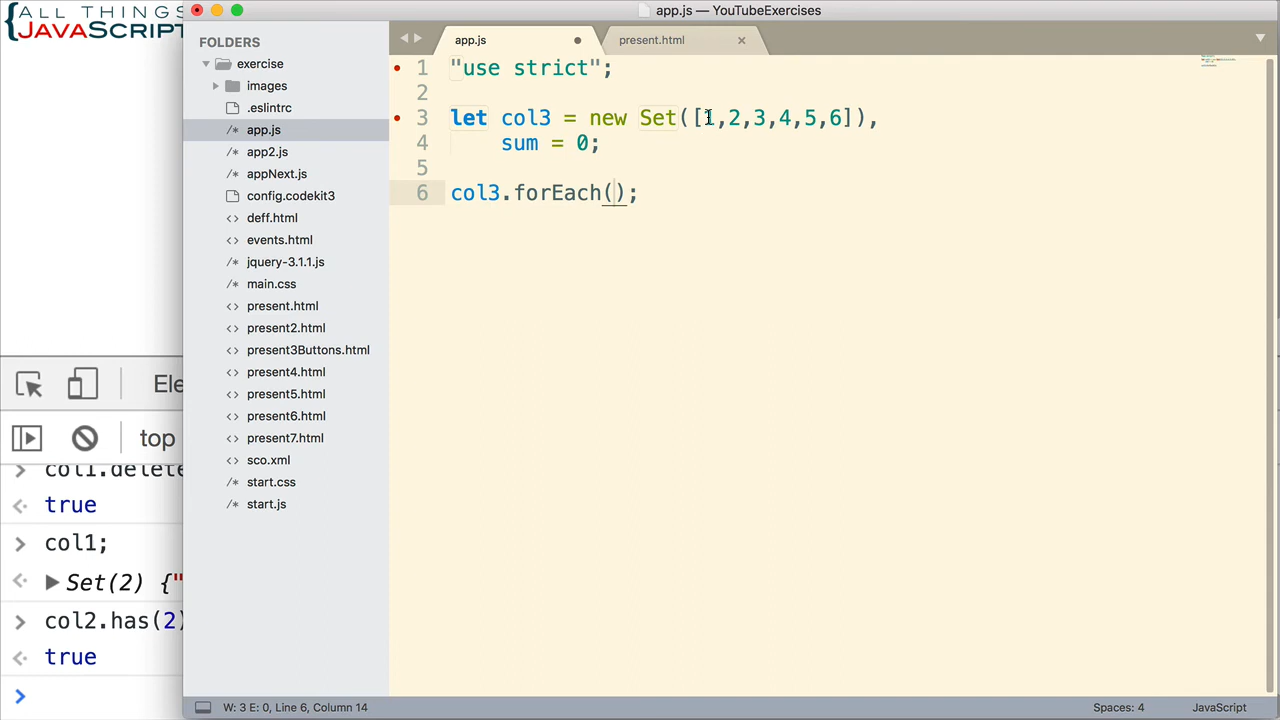 {ALL THINGS
JAVASCRIPT
app.js — YouTubeExercises
FOLDERS
exercise
images
.eslintrc
/* app.js
/* app2.js
/* appNext.js
config.codekit3
<> deff.html
<> events.html
/* jquery-3.1.1.js
/* main.css
<> present.html
<> present2.html
<> present3Buttons.html
<> present4.html
<> present5.html
<> present6.html
<> present7.html
<> sco.xml
/* start.css
/* start.js
app.js
present.html
1 "use strict";
2
3 let col3 = new Set([1,2,3,4,5,6]),
4 sum = 0;
5
6 col3.forEach();
Ele
top
> col1.delete
true
> col1;
Set(2) {"
> col2.has(2)
true
>
W: 3 E: 0, Line 6, Column 14
Spaces: 4
JavaScript